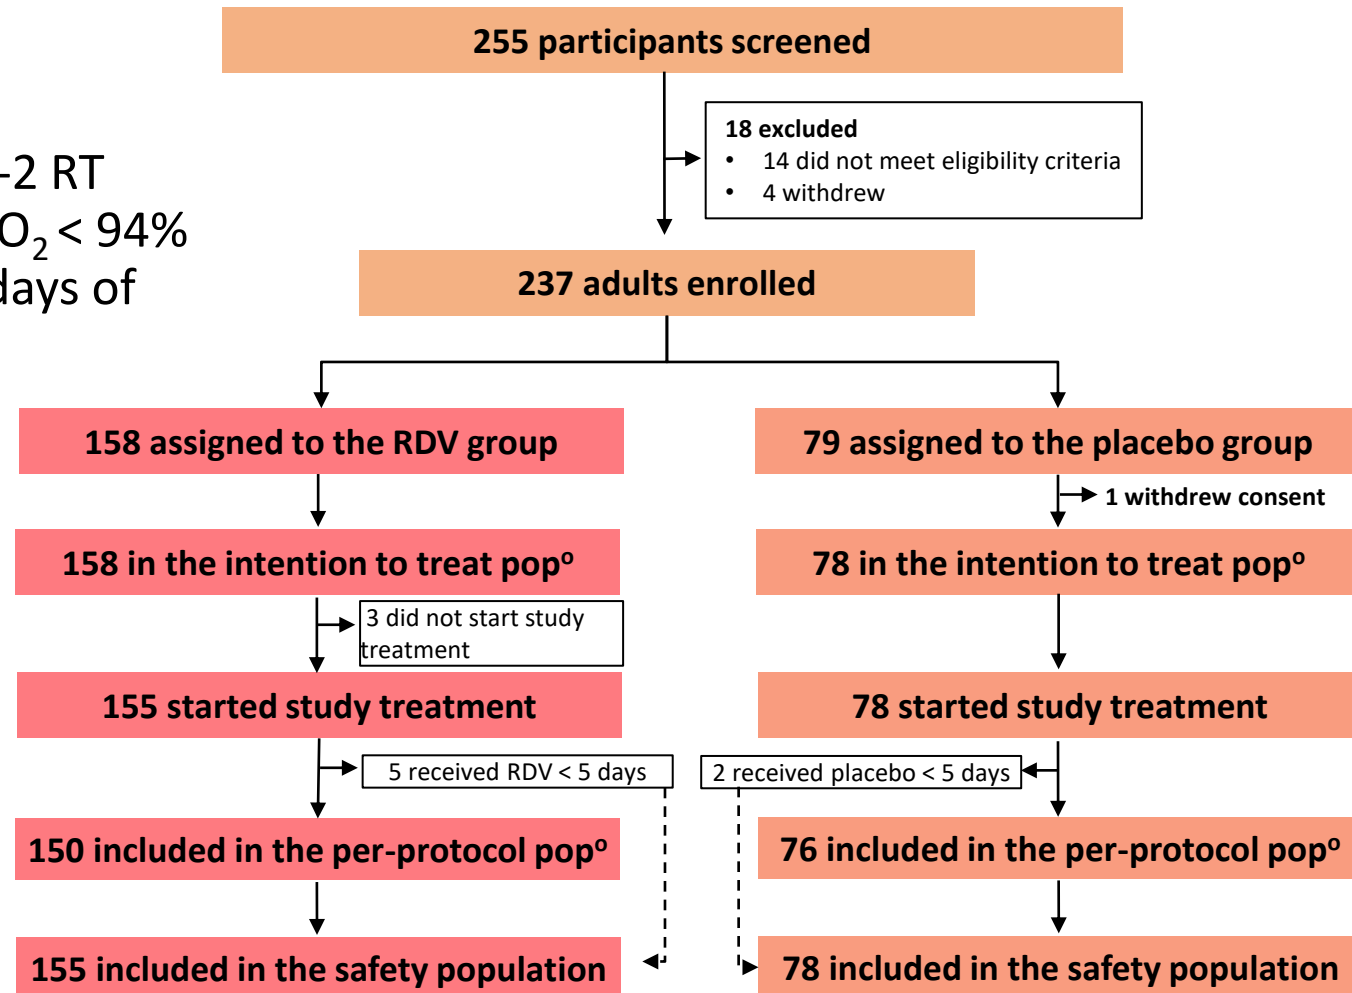 255 participants screened
18 excluded
• 14 did not meet eligibility criteria
• 4 withdrew
-2 RT
O₂ < 94%
days of
237 adults enrolled
158 assigned to the RDV group
79 assigned to the placebo group
1 withdrew consent
158 in the intention to treat popº
78 in the intention to treat popº
3 did not start study
treatment
155 started study treatment
78 started study treatment
5 received RDV < 5 days
2 received placebo < 5 days
150 included in the per-protocol popº
76 included in the per-protocol popº
155 included in the safety population
78 included in the safety population